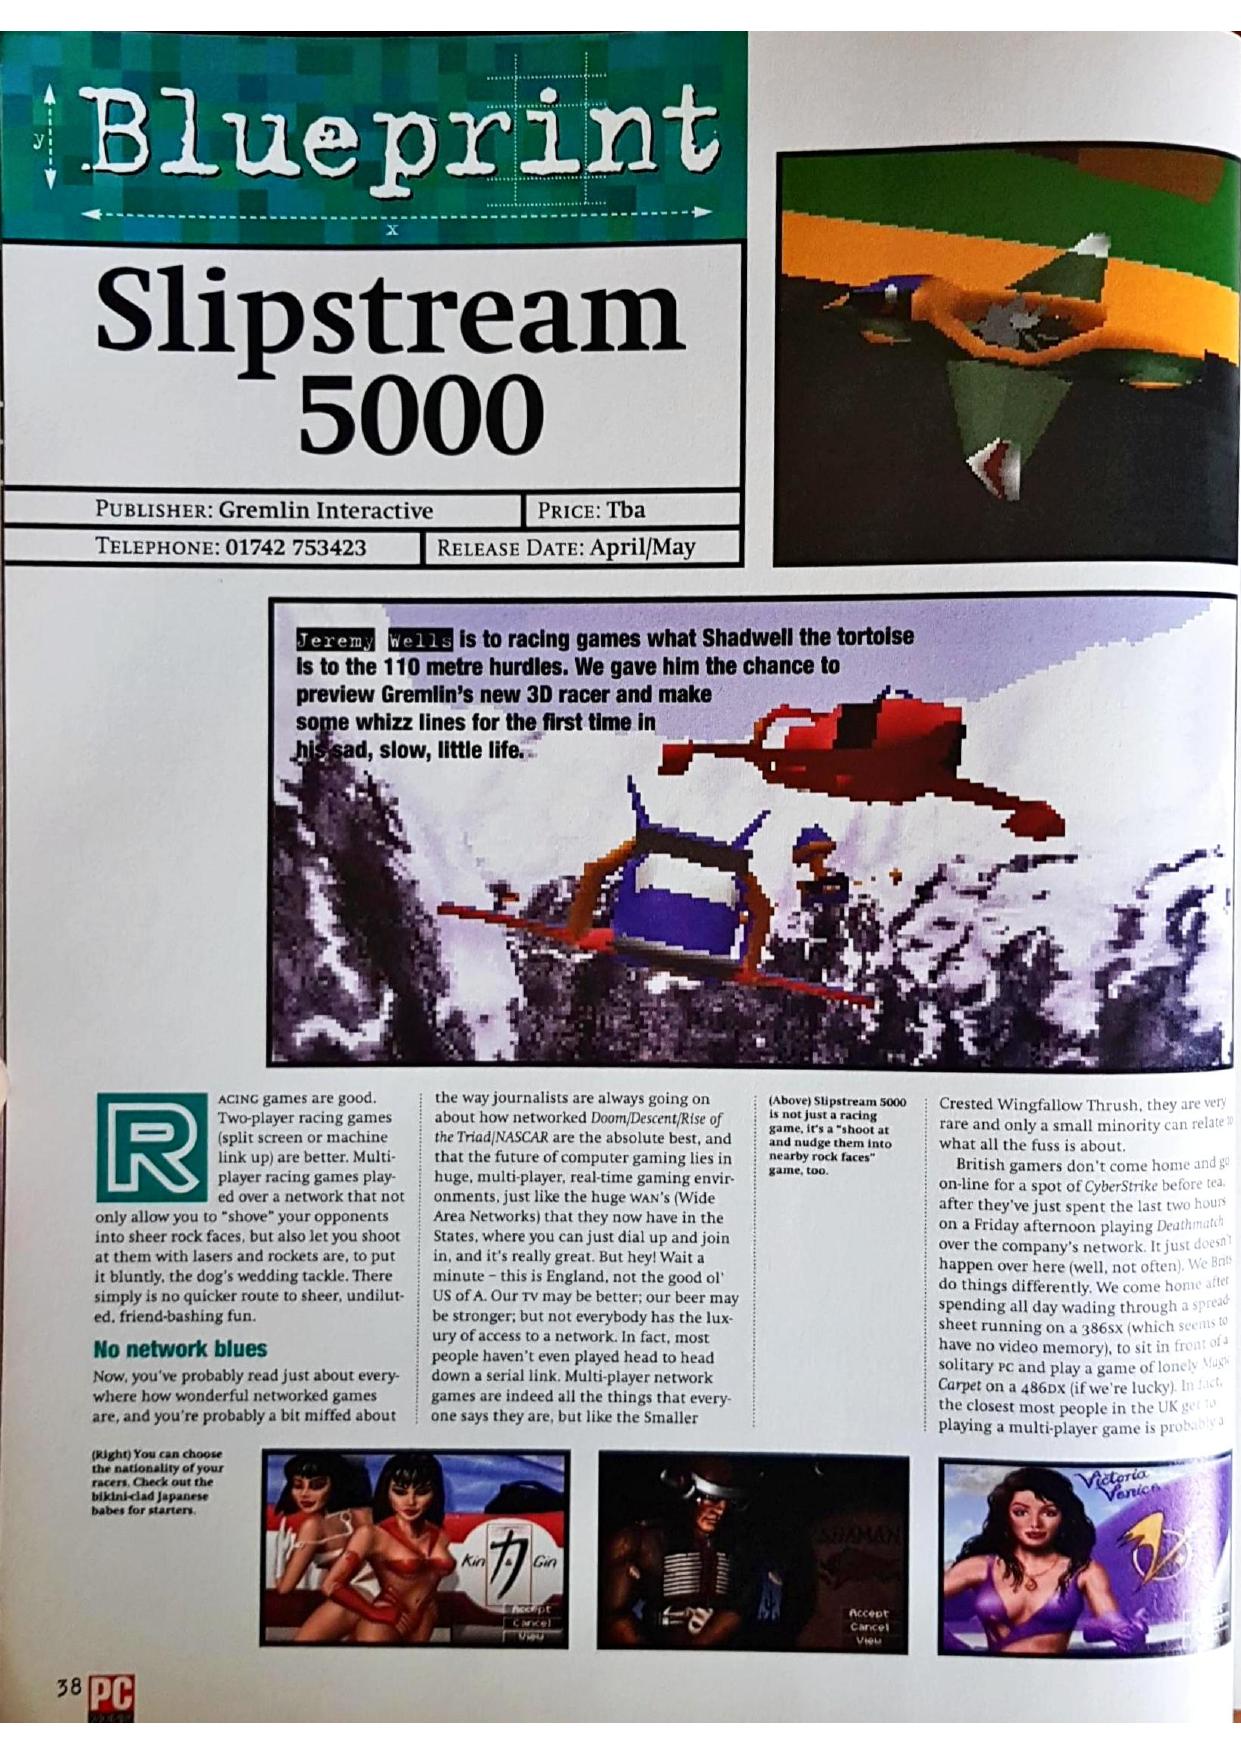 Blueprint
y
x
Slipstream
5000
PUBLISHER: Gremlin Interactive
PRICE: Tba
TELEPHONE: 01742 753423
RELEASE DATE: April/May
Jeremy Wells is to racing games what Shadwell the tortoise
is to the 110 metre hurdles. We gave him the chance to
preview Gremlin's new 3D racer and make
some whizz lines for the first time in
his sad, slow, little life.
RACING games are good.
Two-player racing games
(split screen or machine
link up) are better. Multi-
player racing games play-
ed over a network that not
only allow you to "shove" your opponents
into sheer rock faces, but also let you shoot
at them with lasers and rockets are, to put
it bluntly, the dog's wedding tackle. There
simply is no quicker route to sheer, undilut-
ed, friend-bashing fun.
No network blues
Now, you've probably read just about every-
where how wonderful networked games
are, and you're probably a bit miffed about
the way journalists are always going on
about how networked Doom/Descent/Rise of
the Triad/NASCAR are the absolute best, and
that the future of computer gaming lies in
huge, multi-player, real-time gaming envir-
onments, just like the huge WAN's (Wide
Area Networks) that they now have in the
States, where you can just dial up and join
in, and it's really great. But hey! Wait a
minute – this is England, not the good ol'
US of A. Our TV may be better; our beer may
be stronger; but not everybody has the lux-
ury of access to a network. In fact, most
people haven't even played head to head
down a serial link. Multi-player network
games are indeed all the things that every-
one says they are, but like the Smaller
(Above) Slipstream 5000
is not just a racing
game, it's a "shoot at
and nudge them into
nearby rock faces"
game, too.
Crested Wingfallow Thrush, they are very
rare and only a small minority can relate to
what all the fuss is about.
British gamers don't come home and go
on-line for a spot of CyberStrike before tea,
after they've just spent the last two hours
on a Friday afternoon playing Deathmatch
over the company's network. It just doesn't
happen over here (well, not often). We Brits
do things differently. We come home after
spending all day wading through a spread-
sheet running on a 386SX (which seems to
have no video memory), to sit in front of a
solitary PC and play a game of lonely Magic
Carpet on a 486DX (if we're lucky). In fact,
the closest most people in the UK get to
playing a multi-player game is probably a
(Right) You can choose
the nationality of your
racers. Check out the
bikini-clad Japanese
babes for starters.
Kin & Gin
Accept
Cancel
View
SHAMAN
Accept
Cancel
View
Victoria
Venice
38 PC